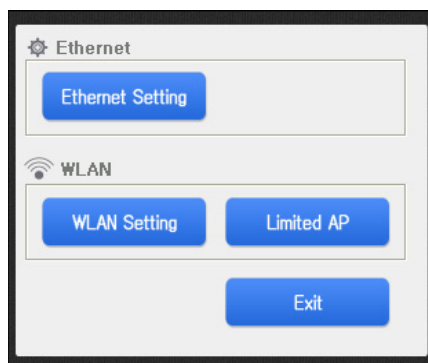 Ethernet
Ethernet Setting
WLAN
WLAN Setting
Limited AP
Exit